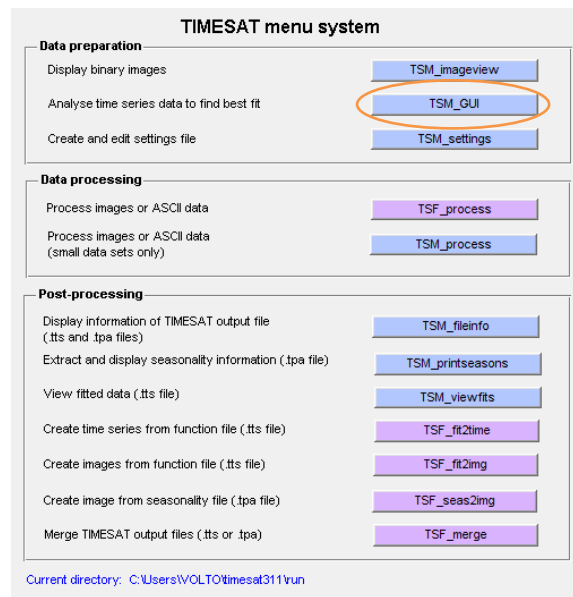 TIMESAT menu system
Data preparation
Display binary images TSM_imageview
Analyse time series data to find best fit TSM_GUI
Create and edit settings file TSM_settings
Data processing
Process images or ASCII data TSF_process
Process images or ASCII data
(small data sets only) TSM_process
Post-processing
Display information of TIMESAT output file
(.tts and .tpa files) TSM_fileinfo
Extract and display seasonality information (.tpa file) TSM_printseasons
View fitted data (.tts file) TSM_viewfits
Create time series from function file (.tts file) TSF_fit2time
Create images from function file (.tts file) TSF_fit2img
Create image from seasonality file (.tpa file) TSF_seas2img
Merge TIMESAT output files (.tts or .tpa) TSF_merge
Current directory: C:\Users\VOLTO\timesat311\run